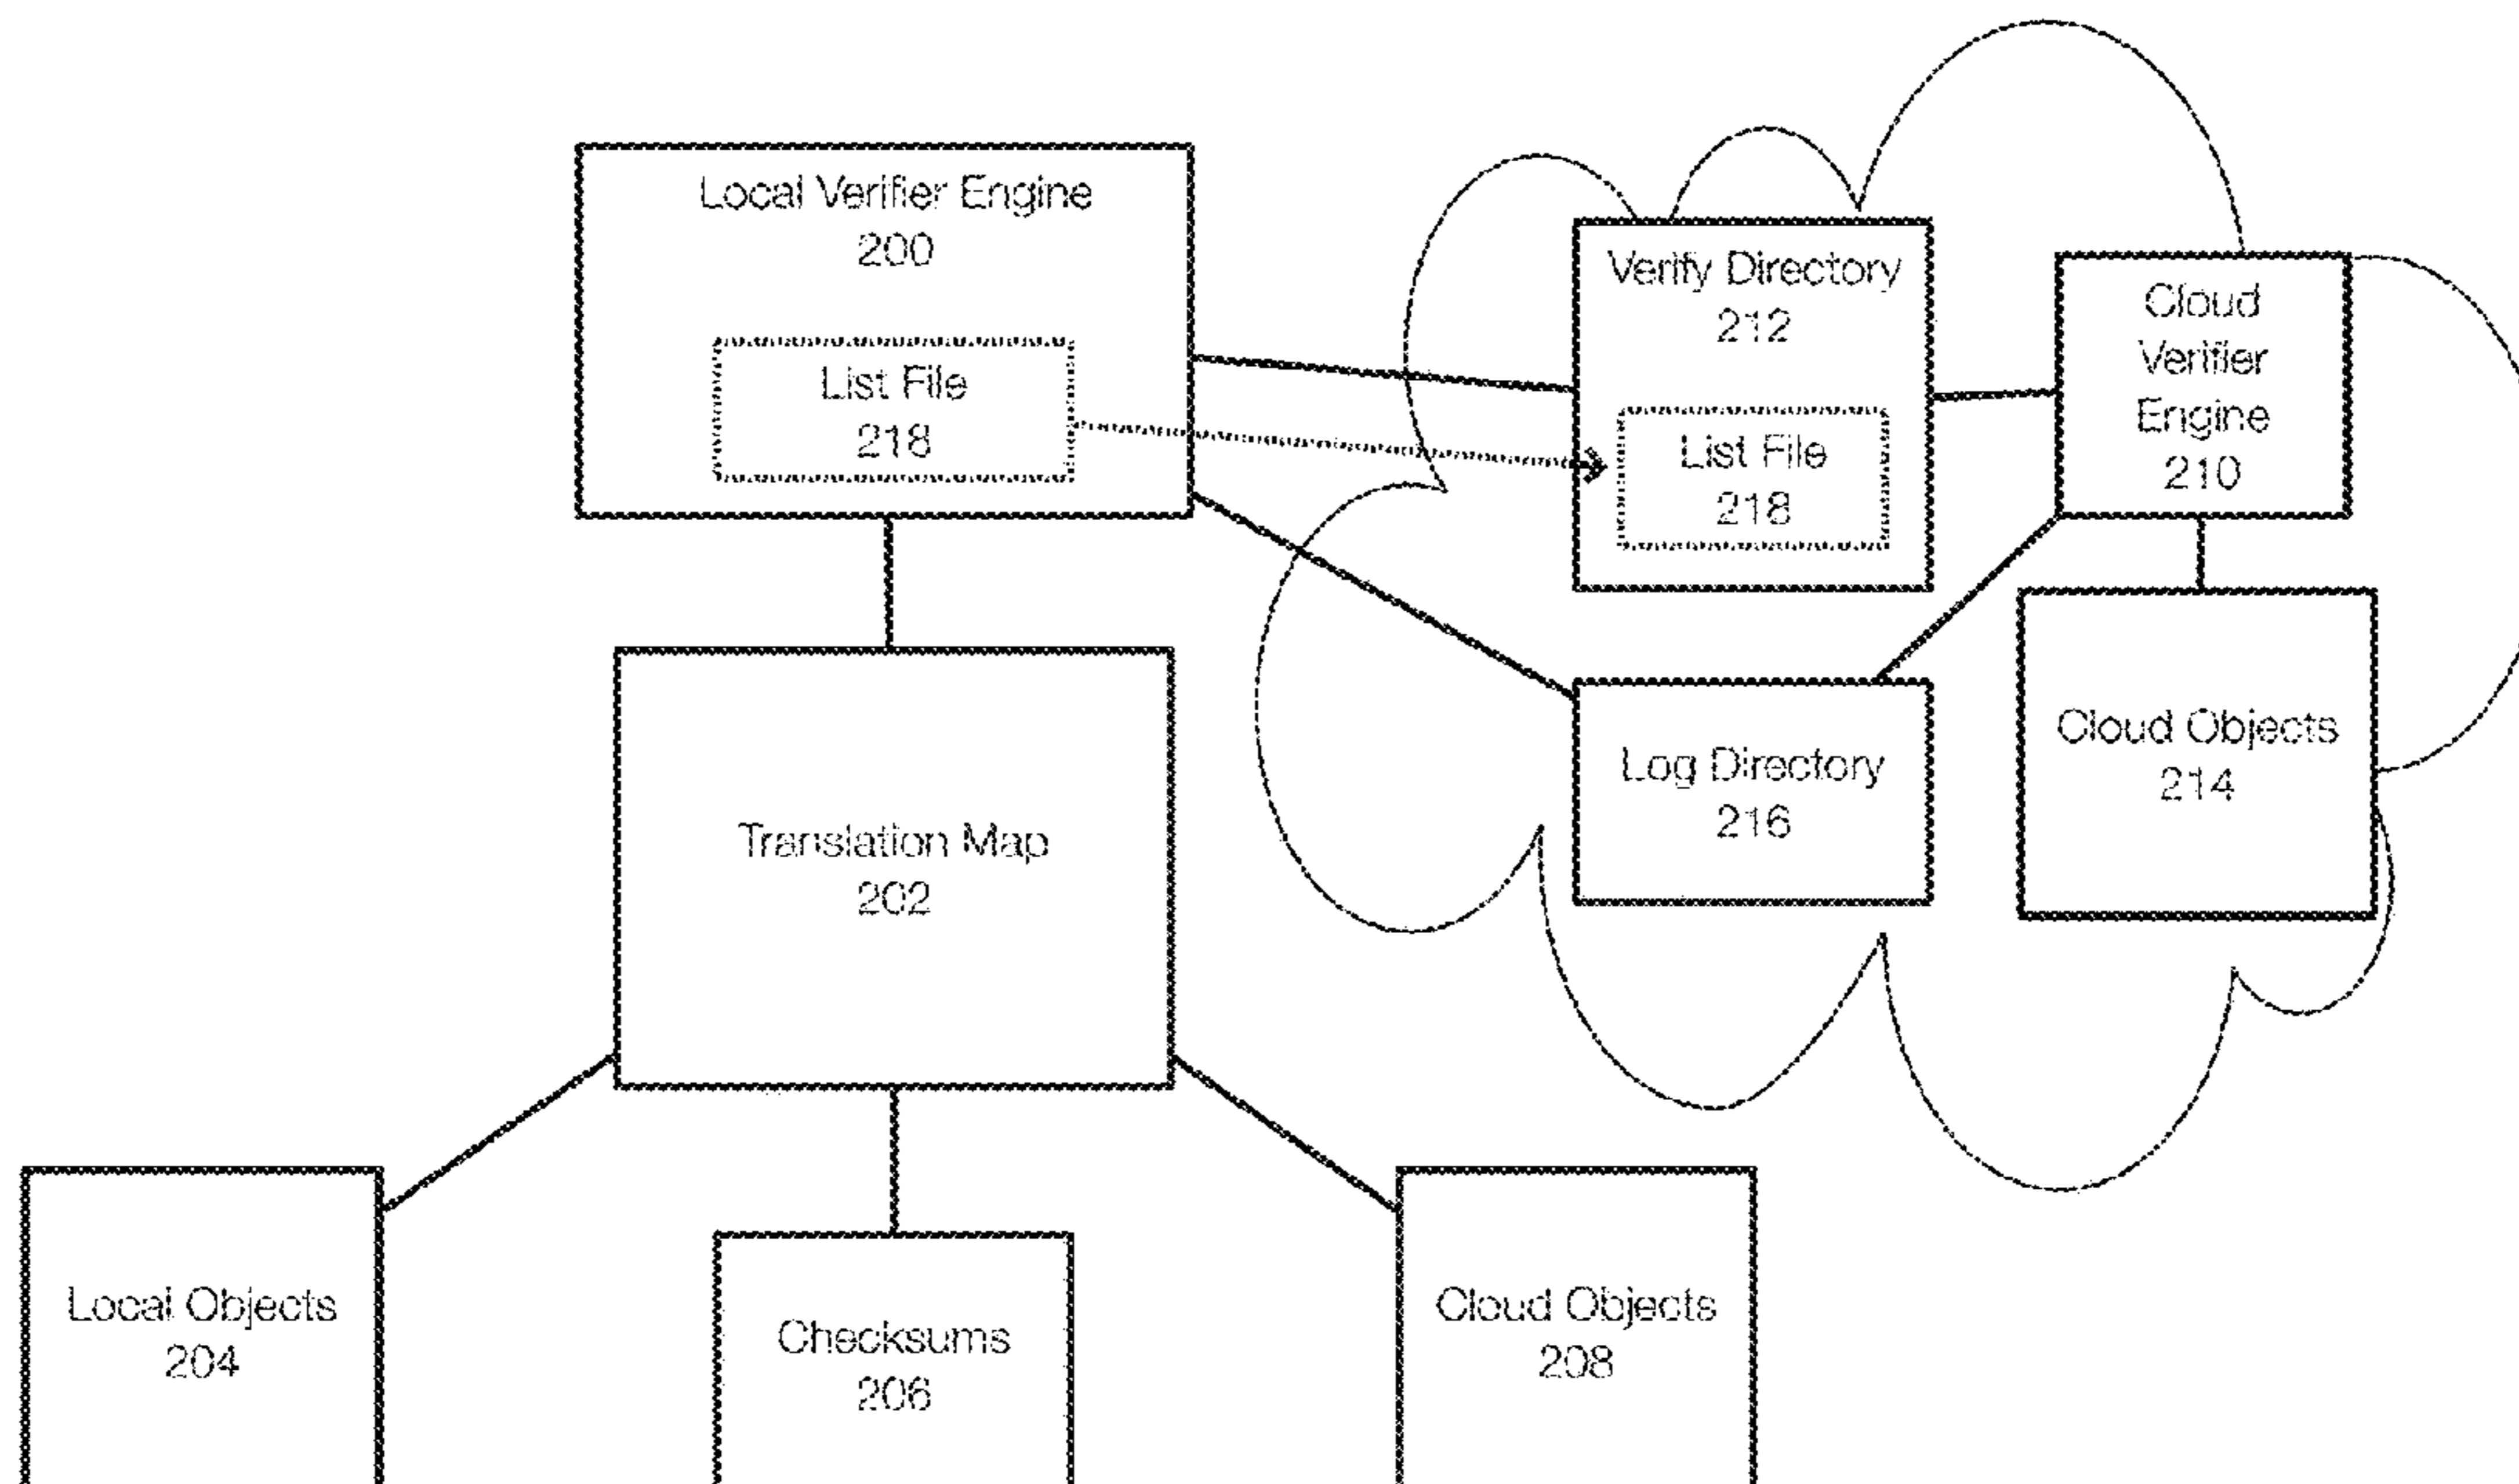 Local Verifier Engine
200
List File
218
Verify Directory
212
List File
218
Cloud
Verifier
Engine
210
Translation Map
202
Log Directory
216
Cloud Objects
214
Local Objects
204
Checksums
206
Cloud Objects
208